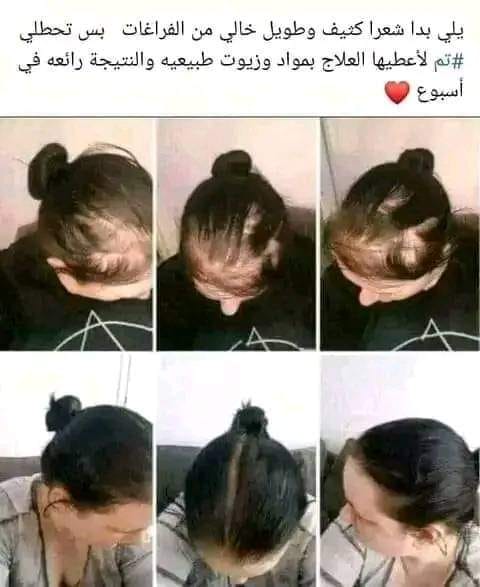 يلي بدا شعرا كثيف وطويل خالي من الفراغات بس تحطلي
#تم لأعطيها العلاج بمواد وزيوت طبيعيه والنتيجة رائعه في
أسبوع ♥